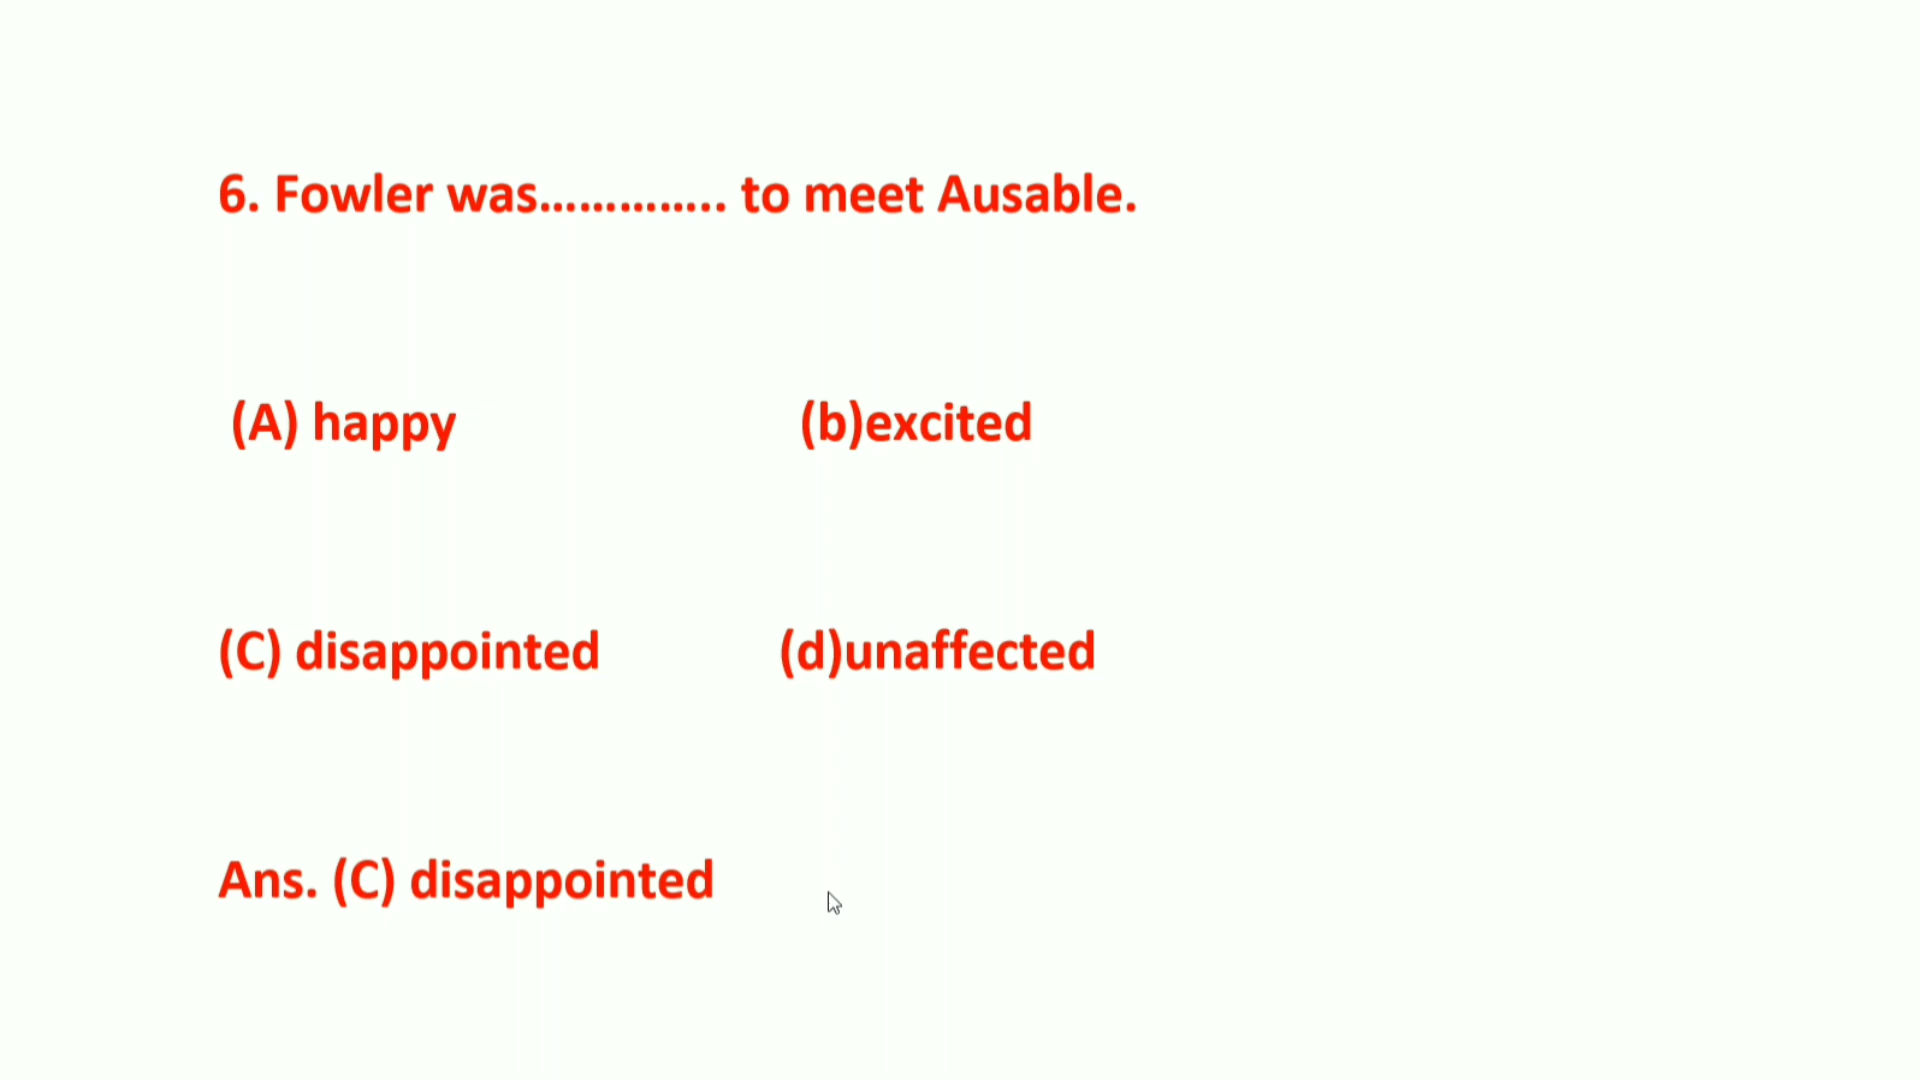 6. Fowler was.............. to meet Ausable.
(A) happy (b)excited
(C) disappointed (d)unaffected
Ans. (C) disappointed